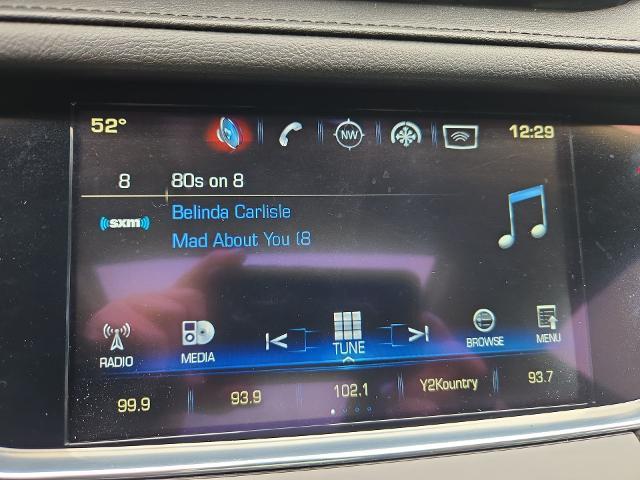 52° NW 12:29
8 80s on 8
((sxm)) Belinda Carlisle
Mad About You (8
RADIO MEDIA TUNE BROWSE MENU
99.9 93.9 102.1 Y2Kountry 93.7